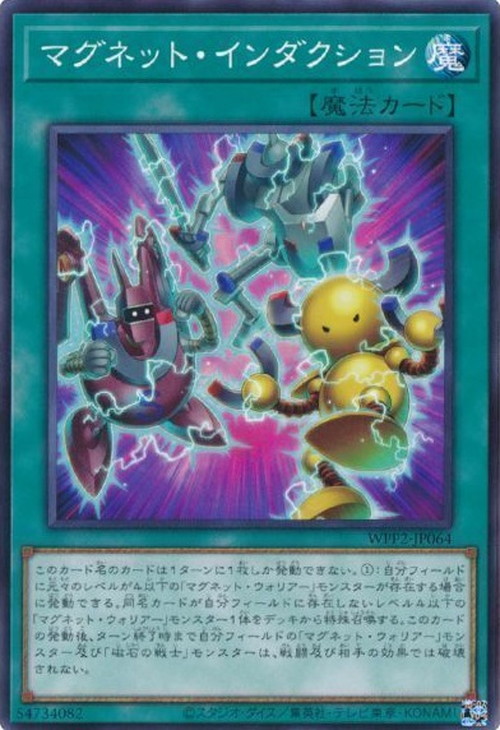 マグネット・インダクション 魔
【魔法カード】
WPP2-JP064
このカード名のカードは1ターンに1枚しか発動できない。①：自分フィールド
に元々のレベルが4以下の「マグネット・ウォリアー」モンスターが存在する場合
に発動できる。同名カードが自分フィールドに存在しないレベル4以下の
「マグネット・ウォリアー」モンスター1体をデッキから特殊召喚する。このカード
の発動後、ターン終了時まで自分フィールドの「マグネット・ウォリアー」モン
スター及び「磁石の戦士」モンスターは、戦闘及び相手の効果では破壊
されない。
54734082 ©スタジオ・ダイス／集英社・テレビ東京・KONAMI